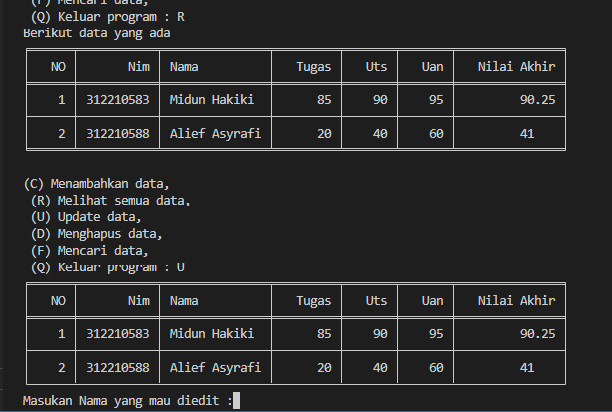 (F) Mencari data,
(Q) Keluar program : R
Berikut data yang ada
NO Nim Nama Tugas Uts Uan Nilai Akhir
1 312210583 Midun Hakiki 85 90 95 90.25
2 312210588 Alief Asyrafi 20 40 60 41
(C) Menambahkan data,
(R) Melihat semua data,
(U) Update data,
(D) Menghapus data,
(F) Mencari data,
(Q) Keluar program : U
NO Nim Nama Tugas Uts Uan Nilai Akhir
1 312210583 Midun Hakiki 85 90 95 90.25
2 312210588 Alief Asyrafi 20 40 60 41
Masukan Nama yang mau diedit :